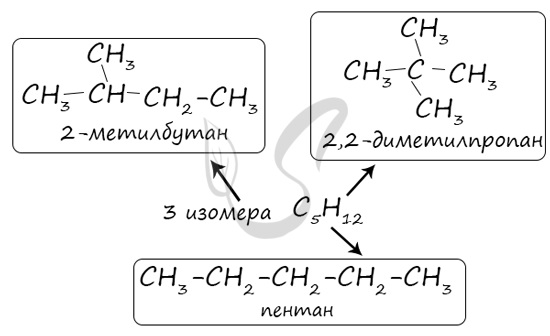 CH₃
CH₃–CH–CH₂–CH₃
2-метилбутан
CH₃
CH₃–C–CH₃
CH₃
2,2-диметилпропан
3 изомера C₅H₁₂
CH₃–CH₂–CH₂–CH₂–CH₃
пентан